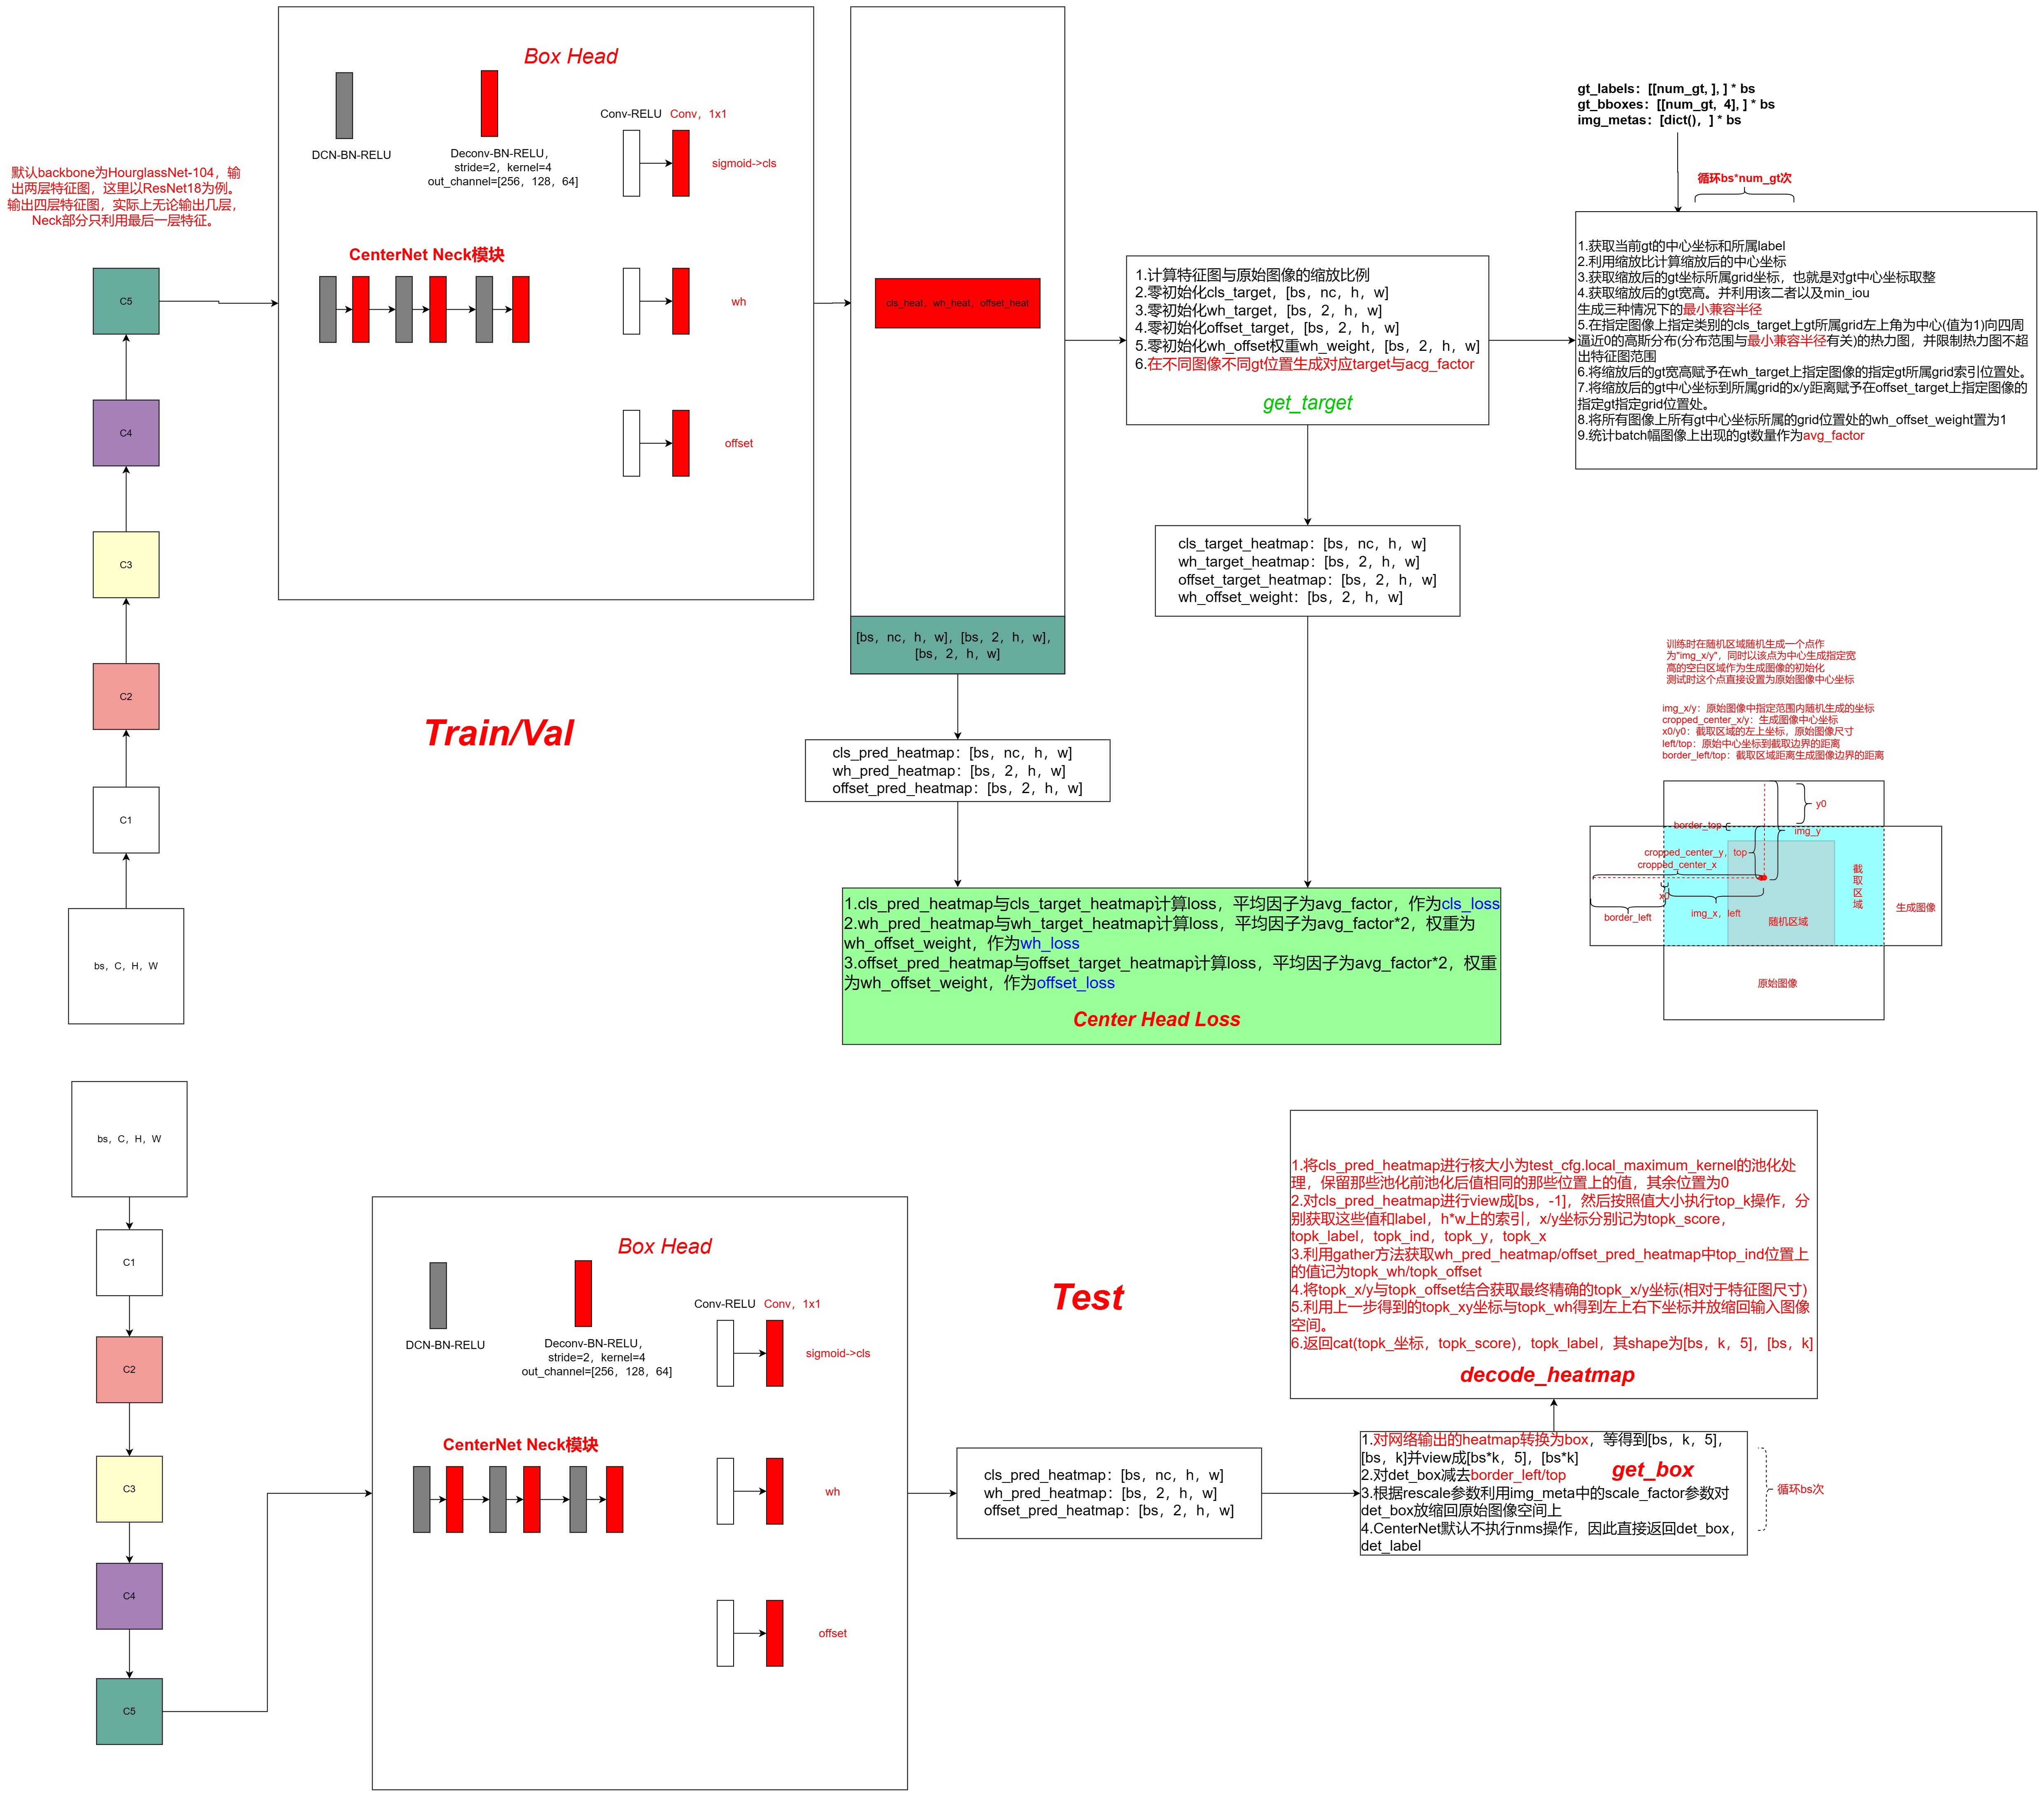 Box Head
DCN-BN-RELU
Deconv-BN-RELU,
stride=2，kernel=4
out_channel=[256，128，64]
Conv-RELU
Conv，1x1
sigmoid->cls
CenterNet Neck模块
wh
offset
默认backbone为HourglassNet-104，输
出两层特征图，这里以ResNet18为例。
输出四层特征图，实际上无论输出几层，
Neck部分只利用最后一层特征。
C5
C4
C3
C2
C1
bs，C，H，W
Train/Val
cls_heat，wh_heat，offset_heat
[bs，nc，h，w]，[bs，2，h，w]，
[bs，2，h，w]
cls_pred_heatmap：[bs，nc，h，w]
wh_pred_heatmap：[bs，2，h，w]
offset_pred_heatmap：[bs，2，h，w]
1.计算特征图与原始图像的缩放比例
2.零初始化cls_target，[bs，nc，h，w]
3.零初始化wh_target，[bs，2，h，w]
4.零初始化offset_target，[bs，2，h，w]
5.零初始化wh_offset权重wh_weight，[bs，2，h，w]
6.在不同图像不同gt位置生成对应target与acg_factor
get_target
gt_labels：[[num_gt, ], ] * bs
gt_bboxes：[[num_gt，4], ] * bs
img_metas：[dict()，] * bs
循环bs*num_gt次
1.获取当前gt的中心坐标和所属label
2.利用缩放比计算缩放后的中心坐标
3.获取缩放后的gt坐标所属grid坐标，也就是对gt中心坐标取整
4.获取缩放后的gt宽高。并利用该二者以及min_iou
生成三种情况下的最小兼容半径
5.在指定图像上指定类别的cls_target上gt所属grid左上角为中心(值为1)向四周
逼近0的高斯分布(分布范围与最小兼容半径有关)的热力图，并限制热力图不超
出特征图范围
6.将缩放后的gt宽高赋予在wh_target上指定图像的指定gt所属grid索引位置处。
7.将缩放后的gt中心坐标到所属grid的x/y距离赋予在offset_target上指定图像的
指定gt指定grid位置处。
8.将所有图像上所有gt中心坐标所属的grid位置处的wh_offset_weight置为1
9.统计batch幅图像上出现的gt数量作为avg_factor
cls_target_heatmap：[bs，nc，h，w]
wh_target_heatmap：[bs，2，h，w]
offset_target_heatmap：[bs，2，h，w]
wh_offset_weight：[bs，2，h，w]
1.cls_pred_heatmap与cls_target_heatmap计算loss，平均因子为avg_factor，作为cls_loss
2.wh_pred_heatmap与wh_target_heatmap计算loss，平均因子为avg_factor*2，权重为
wh_offset_weight，作为wh_loss
3.offset_pred_heatmap与offset_target_heatmap计算loss，平均因子为avg_factor*2，权重
为wh_offset_weight，作为offset_loss
Center Head Loss
训练时在随机区域随机生成一个点作
为"img_x/y"，同时以该点为中心生成指定宽
高的空白区域作为生成图像的初始化
测试时这个点直接设置为原始图像中心坐标
img_x/y：原始图像中指定范围内随机生成的坐标
cropped_center_x/y：生成图像中心坐标
x0/y0：截取区域的左上坐标，原始图像尺寸
left/top：原始中心坐标到截取边界的距离
border_left/top：截取区域距离生成图像边界的距离
y0
border_top
img_y
cropped_center_y，top
cropped_center_x
x0
border_left
img_x，left
随机区域
截
取
区
域
生成图像
原始图像
bs，C，H，W
C1
C2
C3
C4
C5
Box Head
DCN-BN-RELU
Deconv-BN-RELU,
stride=2，kernel=4
out_channel=[256，128，64]
Conv-RELU
Conv，1x1
sigmoid->cls
CenterNet Neck模块
wh
offset
Test
cls_pred_heatmap：[bs，nc，h，w]
wh_pred_heatmap：[bs，2，h，w]
offset_pred_heatmap：[bs，2，h，w]
1.将cls_pred_heatmap进行核大小为test_cfg.local_maximum_kernel的池化处
理，保留那些池化前池化后值相同的那些位置上的值，其余位置为0
2.对cls_pred_heatmap进行view成[bs，-1]，然后按照值大小执行top_k操作，分
别获取这些值和label，h*w上的索引，x/y坐标分别记为topk_score，
topk_label，topk_ind，topk_y，topk_x
3.利用gather方法获取wh_pred_heatmap/offset_pred_heatmap中top_ind位置上
的值记为topk_wh/topk_offset
4.将topk_x/y与topk_offset结合获取最终精确的topk_x/y坐标(相对于特征图尺寸)
5.利用上一步得到的topk_xy坐标与topk_wh得到左上右下坐标并放缩回输入图像
空间。
6.返回cat(topk_坐标，topk_score)，topk_label，其shape为[bs，k，5]，[bs，k]
decode_heatmap
1.对网络输出的heatmap转换为box，等得到[bs，k，5]，
[bs，k]并view成[bs*k，5]，[bs*k]
2.对det_box减去border_left/top
get_box
3.根据rescale参数利用img_meta中的scale_factor参数对
det_box放缩回原始图像空间上
4.CenterNet默认不执行nms操作，因此直接返回det_box，
det_label
循环bs次